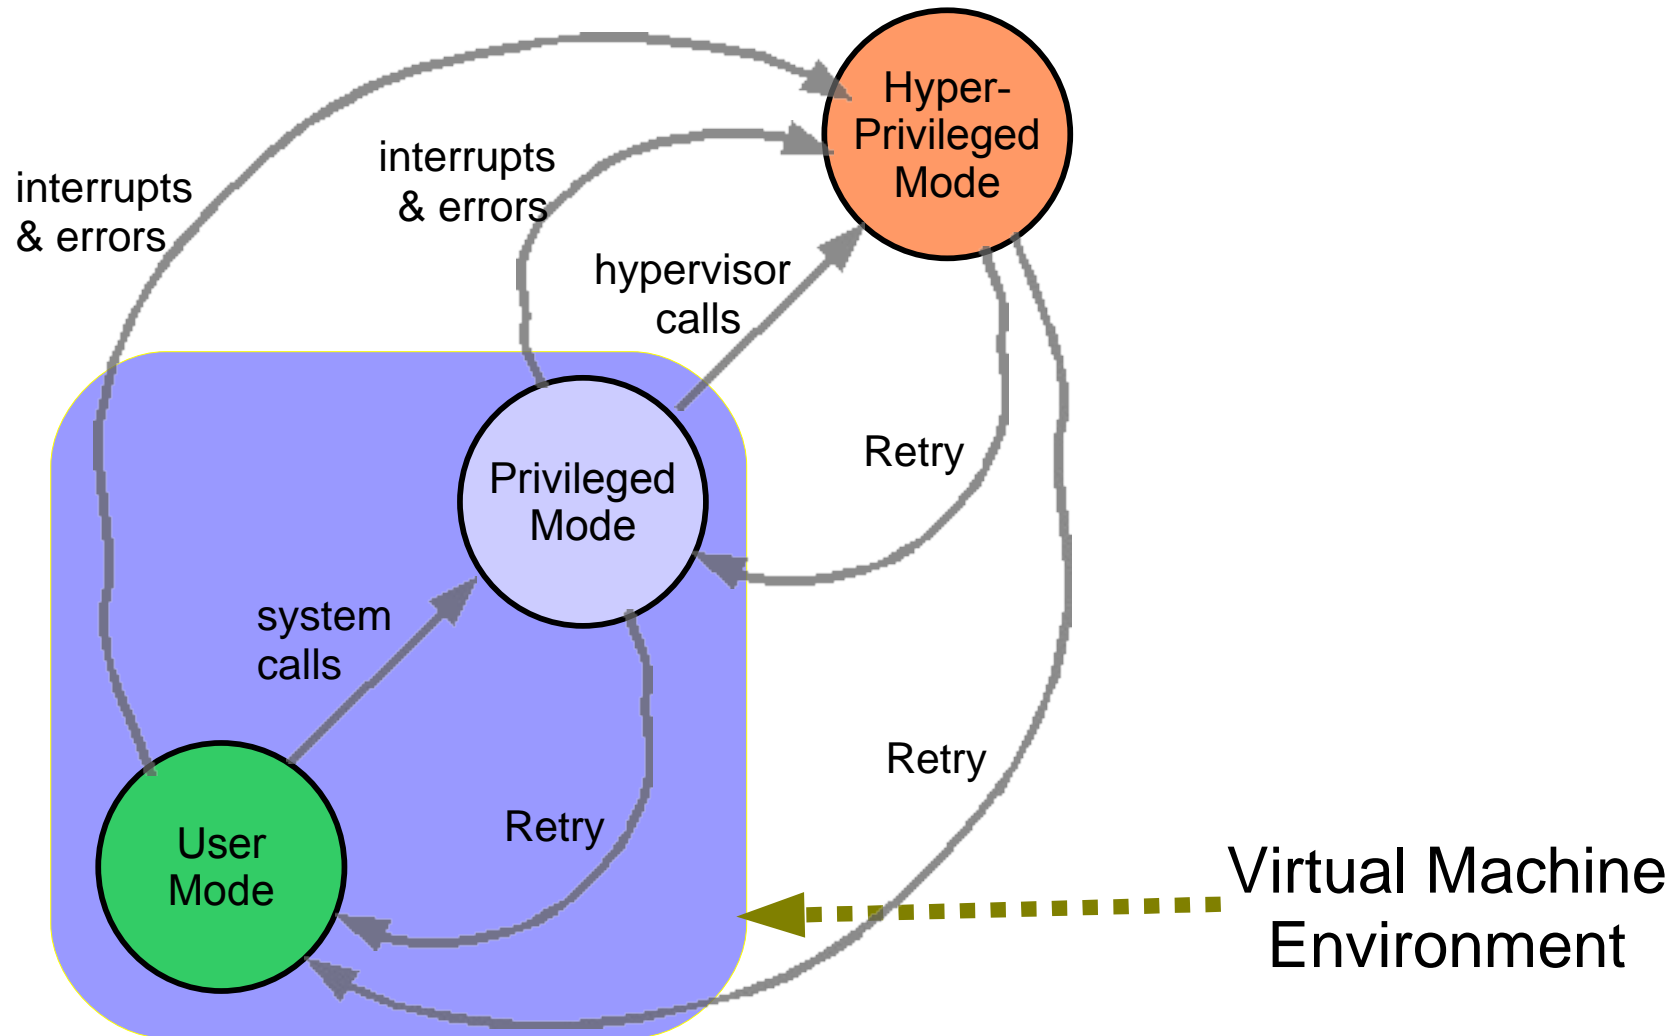 Hyper-
Privileged
Mode
interrupts
& errors
interrupts
& errors
hypervisor
calls
Retry
Privileged
Mode
system
calls
Retry
Retry
User
Mode
Virtual Machine
Environment